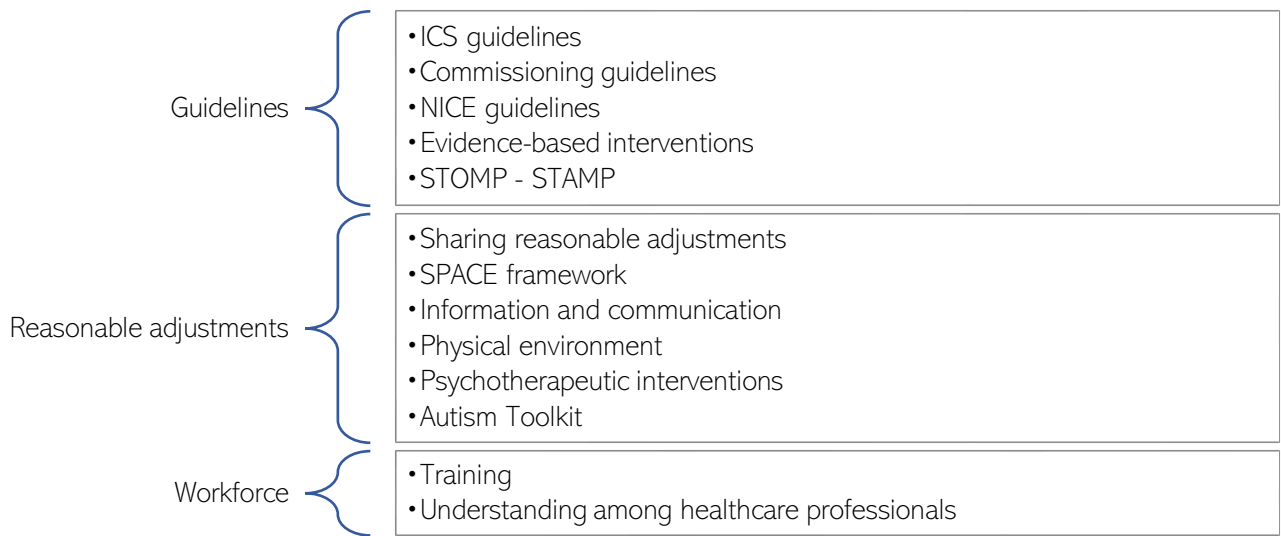 Guidelines
•ICS guidelines
•Commissioning guidelines
•NICE guidelines
•Evidence-based interventions
•STOMP - STAMP
Reasonable adjustments
•Sharing reasonable adjustments
•SPACE framework
•Information and communication
•Physical environment
•Psychotherapeutic interventions
•Autism Toolkit
Workforce
•Training
•Understanding among healthcare professionals